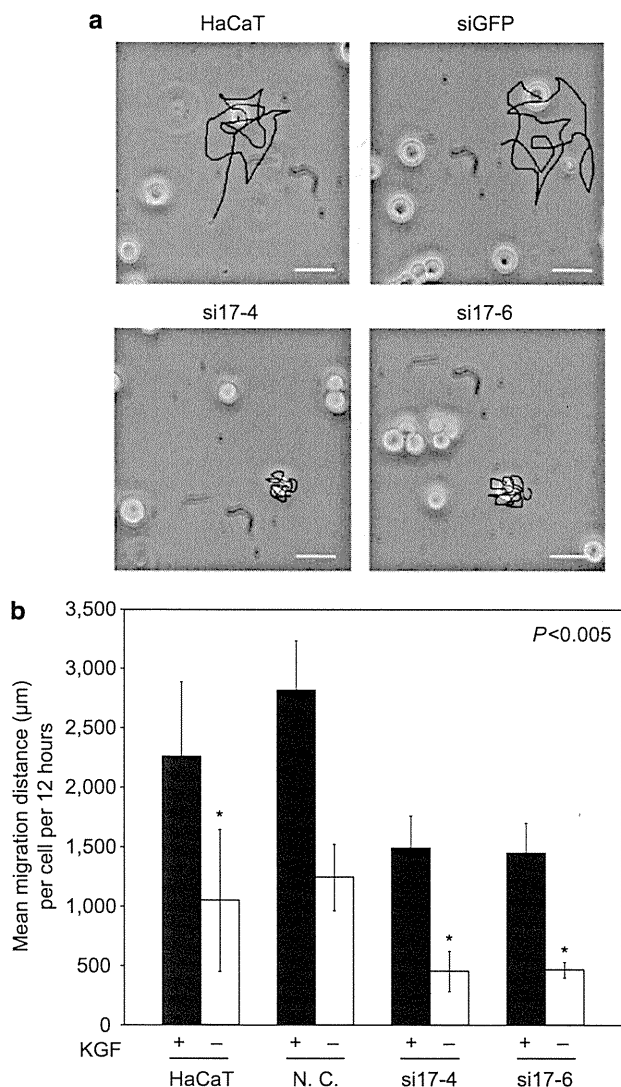 a
HaCaT siGFP
si17-4 si17-6
b
P<0.005
Mean migration distance (µm)
per cell per 12 hours
3,500
3,000
2,500
2,000
1,500
1,000
500
0
* * *
KGF + – + – + – + –
HaCaT N. C. si17-4 si17-6